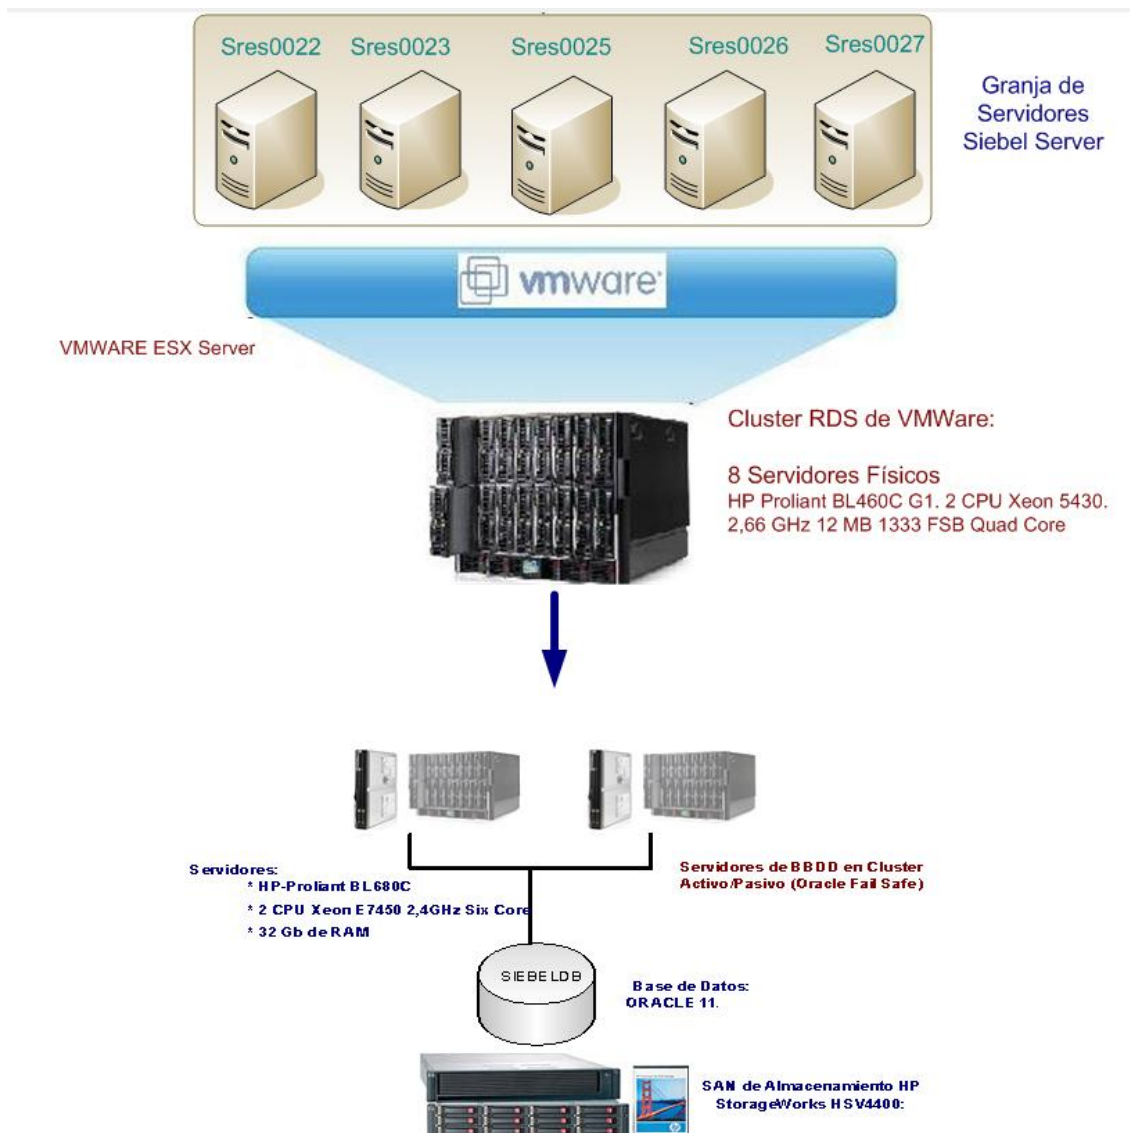 Sres0022 Sres0023 Sres0025 Sres0026 Sres0027
Granja de
Servidores
Siebel Server
vmware
VMWARE ESX Server
Cluster RDS de VMWare:
8 Servidores Físicos
HP Proliant BL460C G1. 2 CPU Xeon 5430.
2,66 GHz 12 MB 1333 FSB Quad Core
Servidores:
* HP-Proliant BL680C
* 2 CPU Xeon E7450 2,4GHz Six Core
* 32 Gb de RAM
Servidores de BBDD en Cluster
Activo/Pasivo (Oracle Fail Safe)
SIEBELDB
Base de Datos:
ORACLE 11.
SAN de Almacenamiento HP
StorageWorks HSV4400: